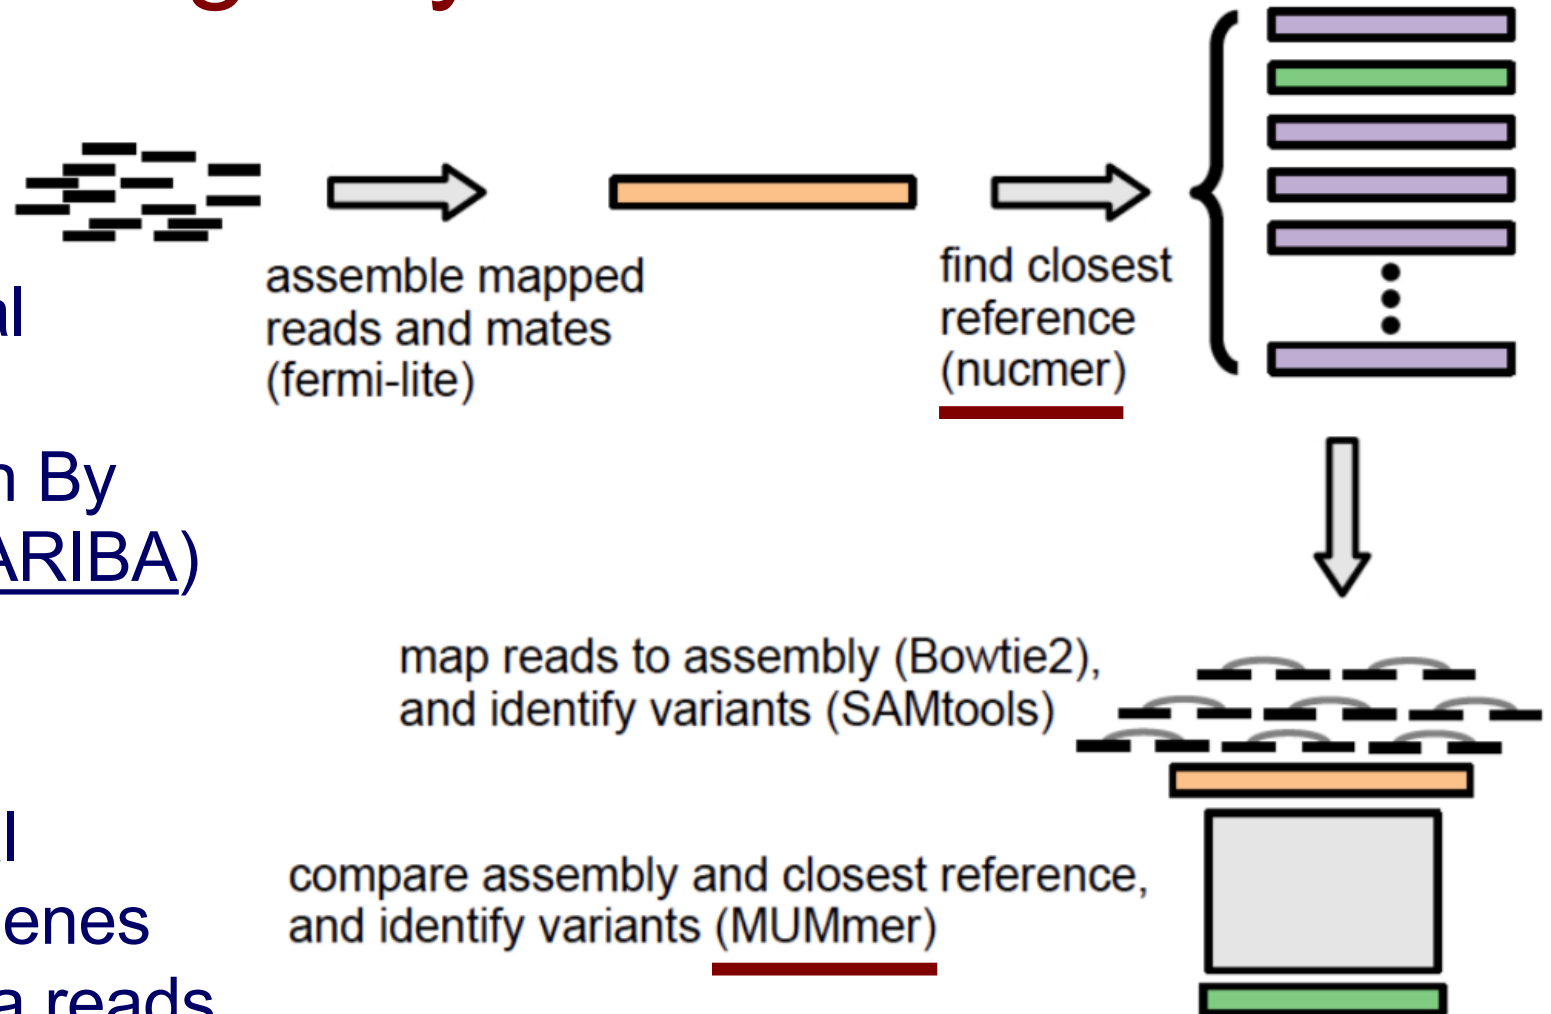 assemble mapped
reads and mates
(fermi-lite)
find closest
reference
(nucmer)
By
ARIBA)
map reads to assembly (Bowtie2),
and identify variants (SAMtools)
compare assembly and closest reference,
and identify variants (MUMmer)
enes
reads